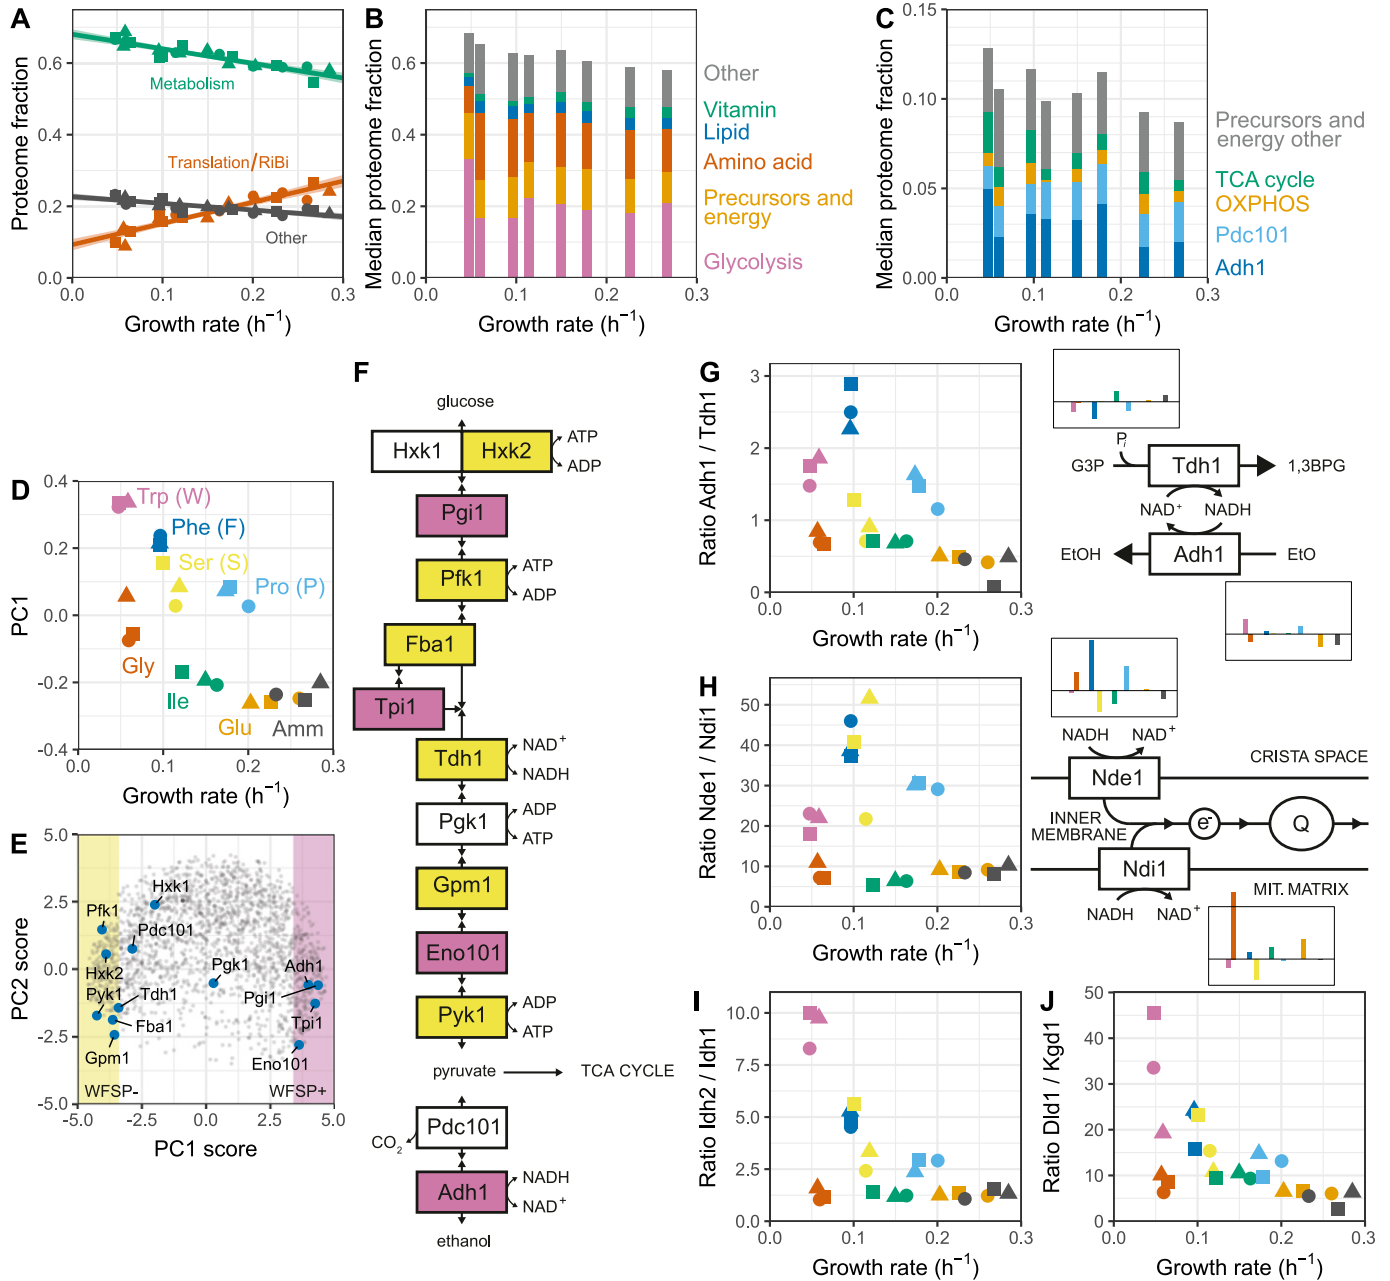 A
Proteome fraction
0.6
0.4
0.2
0.0
Metabolism
Translation/RiBi
Other
0.0 0.1 0.2 0.3
Growth rate (h⁻¹)
B
Median proteome fraction
0.6
0.4
0.2
0.0
0.0 0.1 0.2 0.3
Growth rate (h⁻¹)
Other
Vitamin
Lipid
Amino acid
Precursors and
energy
Glycolysis
C
Median proteome fraction
0.15
0.10
0.05
0.00
0.0 0.1 0.2 0.3
Growth rate (h⁻¹)
Precursors and
energy other
TCA cycle
OXPHOS
Pdc101
Adh1
D
PC1
0.4
0.2
0.0
-0.2
-0.4
Trp (W)
Phe (F)
Ser (S)
Pro (P)
Gly
Ile
Glu
Amm
0.0 0.1 0.2 0.3
Growth rate (h⁻¹)
E
PC2 score
5.0
2.5
0.0
-2.5
-5.0
Hxk1
Pfk1
Pdc101
Hxk2
Pgk1
Adh1
Pyk1
Tdh1
Pgi1
Fba1
Tpi1
Gpm1
Eno101
WFSP-
WFSP+
-5.0 -2.5 0.0 2.5 5.0
PC1 score
F
glucose
Hxk1
Hxk2
ATP
ADP
Pgi1
Pfk1
ATP
ADP
Fba1
Tpi1
Tdh1
NAD⁺
NADH
Pgk1
ADP
ATP
Gpm1
Eno101
Pyk1
ADP
ATP
pyruvate
TCA CYCLE
Pdc101
CO₂
Adh1
NADH
NAD⁺
ethanol
G
Ratio Adh1 / Tdh1
3
2
1
0
0.0 0.1 0.2 0.3
Growth rate (h⁻¹)
Pᵢ
G3P
Tdh1
1,3BPG
NAD⁺
NADH
EtOH
Adh1
EtO
H
Ratio Nde1 / Ndi1
50
40
30
20
10
0
0.0 0.1 0.2 0.3
Growth rate (h⁻¹)
NADH
NAD⁺
Nde1
CRISTA SPACE
INNER
MEMBRANE
e⁻
Q
Ndi1
MIT. MATRIX
NADH
NAD⁺
I
Ratio Idh2 / Idh1
10.0
7.5
5.0
2.5
0.0
0.0 0.1 0.2 0.3
Growth rate (h⁻¹)
J
Ratio Dld1 / Kgd1
50
40
30
20
10
0
0.0 0.1 0.2 0.3
Growth rate (h⁻¹)